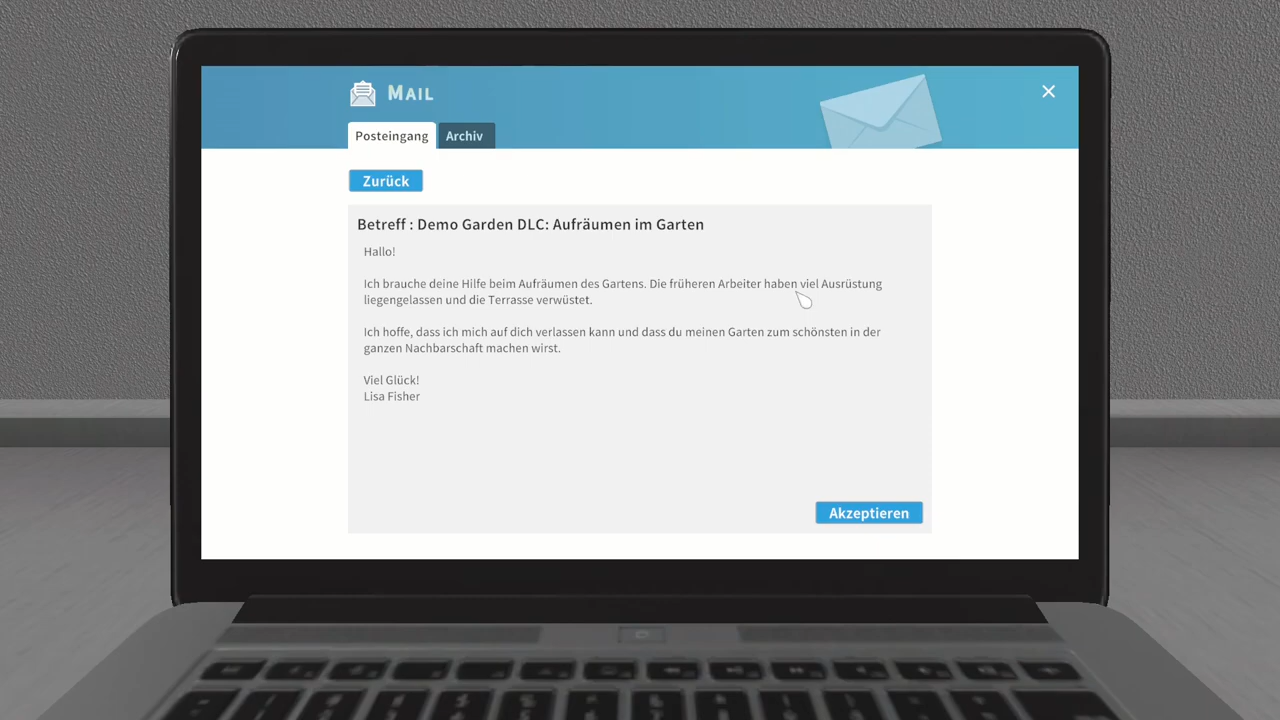 Mail
Posteingang
Archiv
Zurück
Betreff : Demo Garden DLC: Aufräumen im Garten
Hallo!
Ich brauche deine Hilfe beim Aufräumen des Gartens. Die früheren Arbeiter haben viel Ausrüstung
liegengelassen und die Terrasse verwüstet.
Ich hoffe, dass ich mich auf dich verlassen kann und dass du meinen Garten zum schönsten in der
ganzen Nachbarschaft machen wirst.
Viel Glück!
Lisa Fisher
Akzeptieren